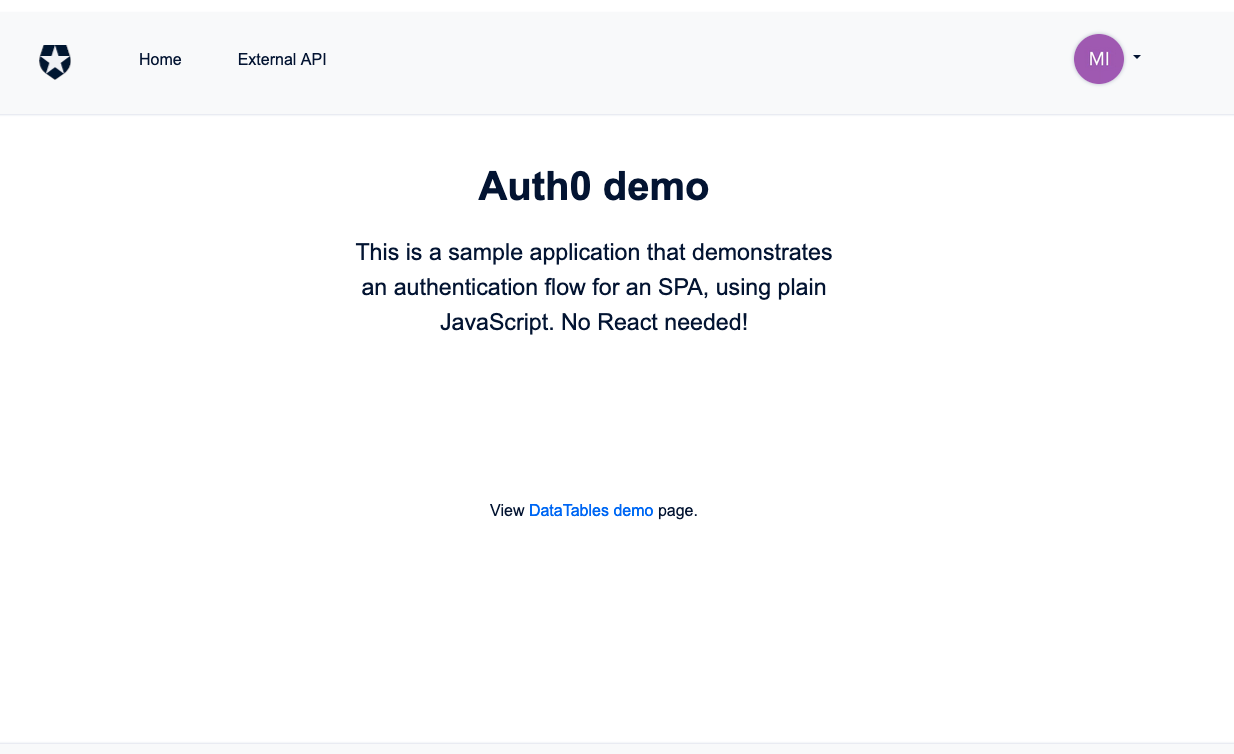 Home
External API
MI
Auth0 demo
This is a sample application that demonstrates
an authentication flow for an SPA, using plain
JavaScript. No React needed!
View DataTables demo page.